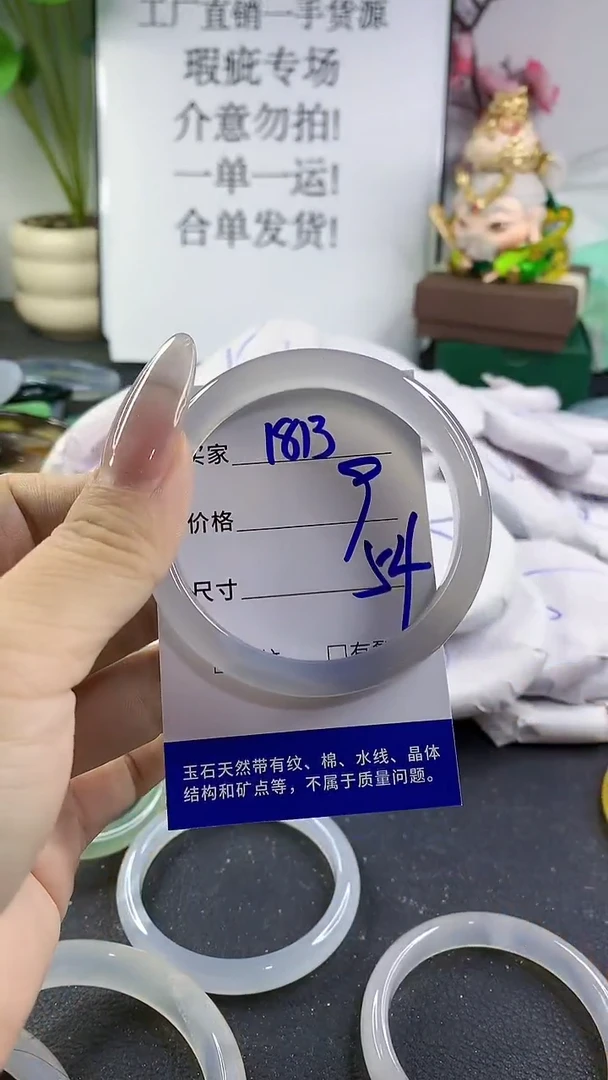 工厂直销一手货源
瑕疵专场
介意勿拍!
一单一运!
合单发货!
买家 1813
价格 9
尺寸 54
玉石天然带有纹、棉、水线、晶体
结构和矿点等，不属于质量问题。